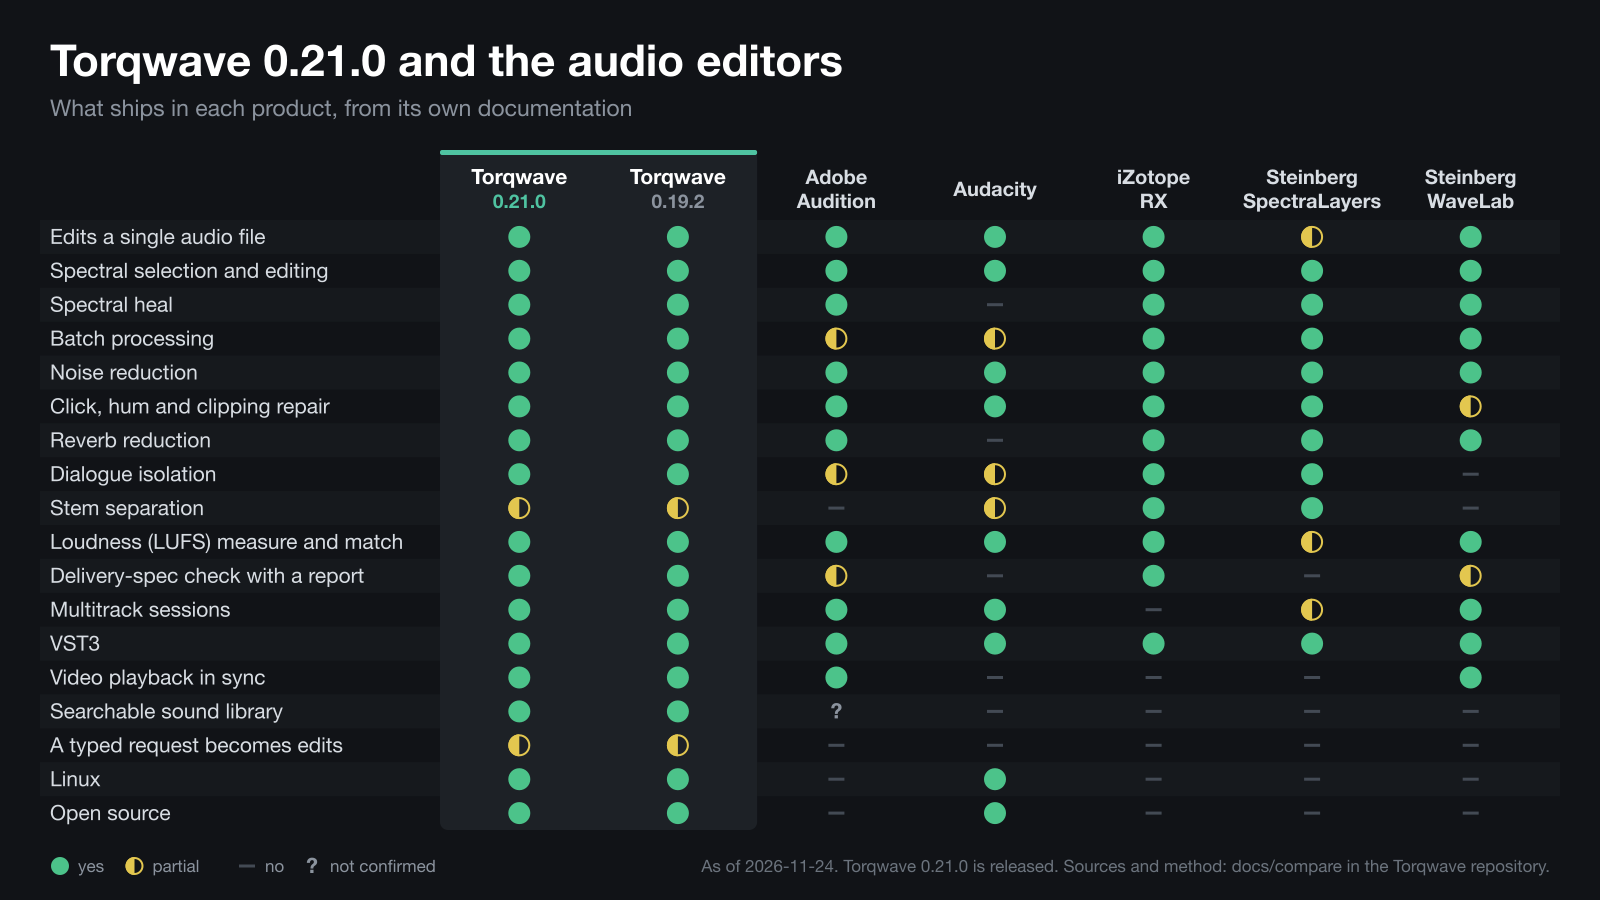 Torqwave 0.21.0 and the audio editors
What ships in each product, from its own documentation
Torqwave 0.21.0
Torqwave 0.19.2
Adobe Audition
Audacity
iZotope RX
Steinberg SpectraLayers
Steinberg WaveLab
Edits a single audio file
Spectral selection and editing
Spectral heal
Batch processing
Noise reduction
Click, hum and clipping repair
Reverb reduction
Dialogue isolation
Stem separation
Loudness (LUFS) measure and match
Delivery-spec check with a report
Multitrack sessions
VST3
Video playback in sync
Searchable sound library ?
A typed request becomes edits
Linux
Open source
yes partial no ? not confirmed
As of 2026-11-24. Torqwave 0.21.0 is released. Sources and method: docs/compare in the Torqwave repository.